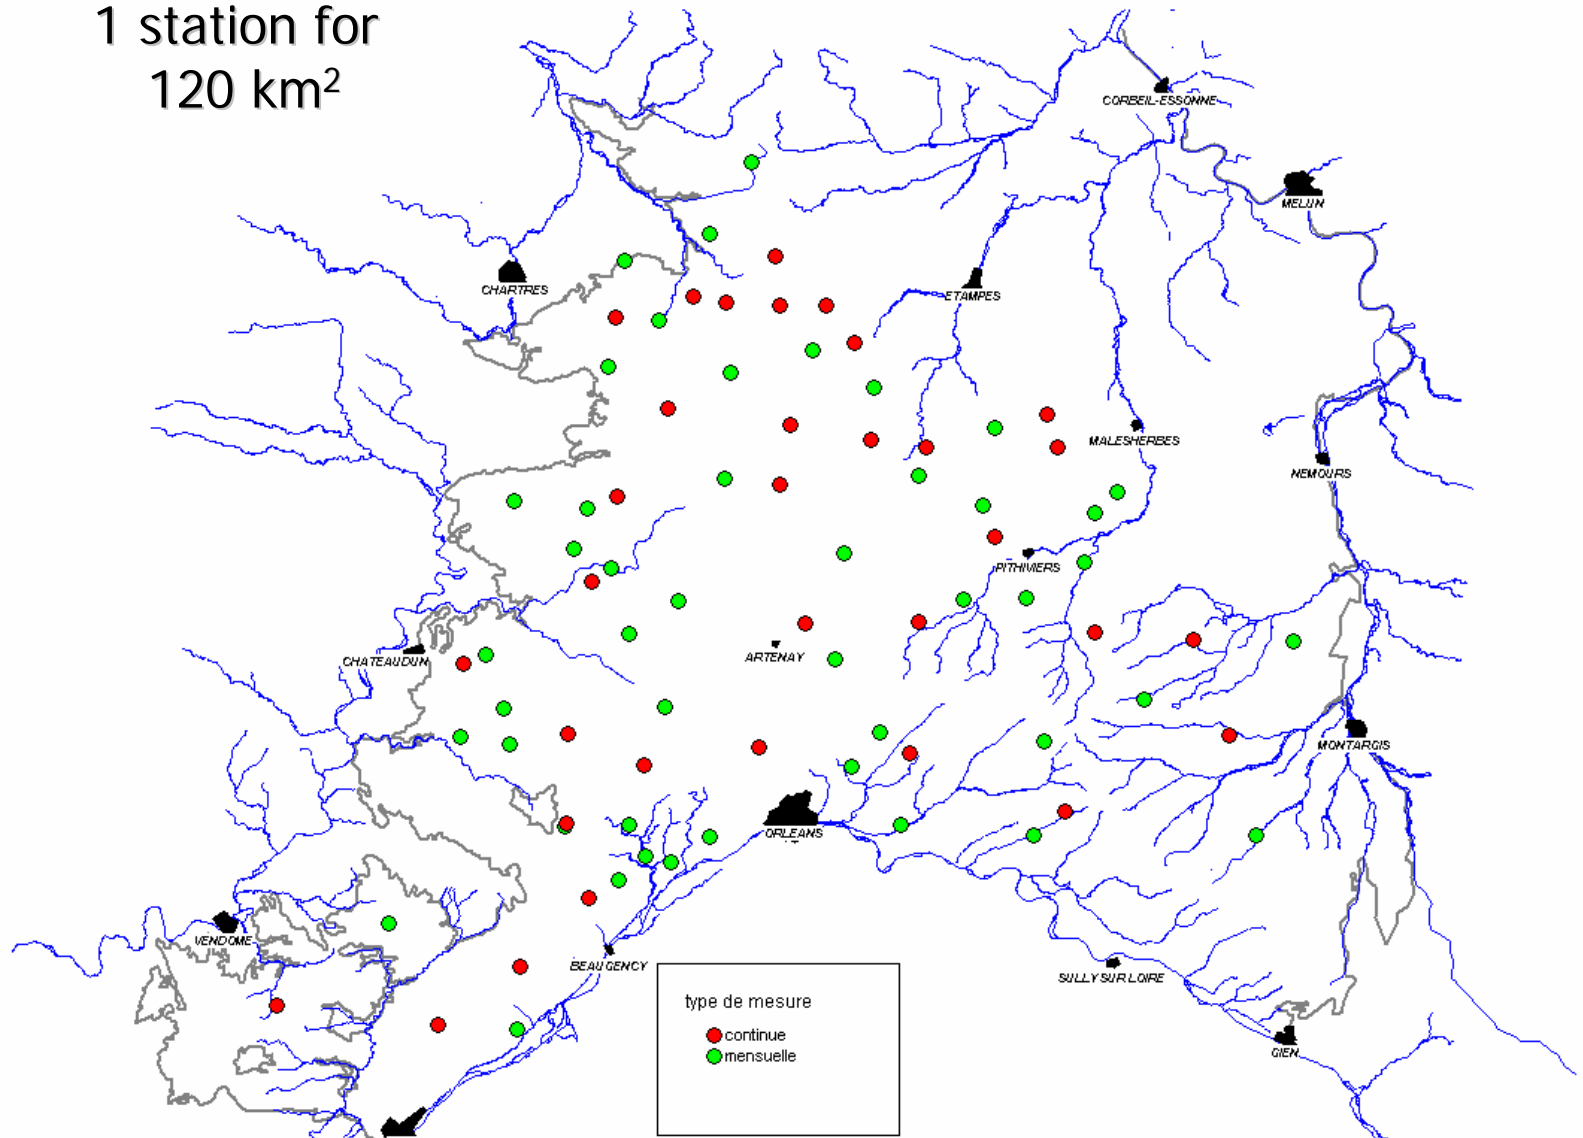 1 station for
120 km²
CORBEIL-ESSONNE
MELUN
CHARTRES
ETAMPES
MALESHERBES
NEMOURS
PITHIVIERS
ARTENAY
CHATEAUDUN
MONTARGIS
ORLEANS
VENDOME
BEAUGENCY
SULLY SUR LOIRE
GIEN
type de mesure
continue
mensuelle